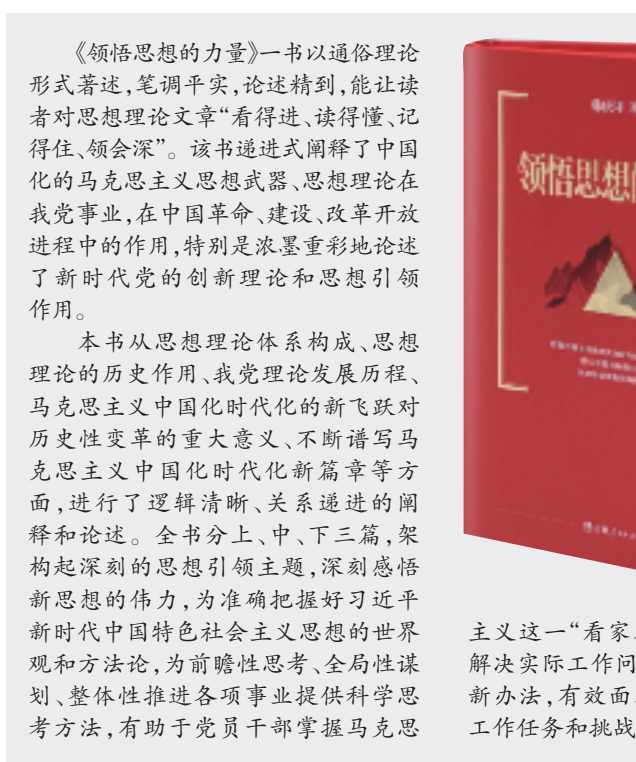 《领悟思想的力量》一书以通俗理论
形式著述,笔调平实,论述精到,能让读
者对思想理论文章“看得进、读得懂、记
得住、领会深”。该书递进式阐释了中国
化的马克思主义思想武器、思想理论在
我党事业,在中国革命、建设、改革开放
进程中的作用,特别是浓墨重彩地论述
了新时代党的创新理论和思想引领
作用。
本书从思想理论体系构成、思想
理论的历史作用、我党理论发展历程、
马克思主义中国化时代化的新飞跃对
历史性变革的重大意义、不断谱写马
克思主义中国化时代化新篇章等方
面,进行了逻辑清晰、关系递进的阐
释和论述。全书分上、中、下三篇,架
构起深刻的思想引领主题,深刻感悟
新思想的伟力,为准确把握好习近平
新时代中国特色社会主义思想的世界
观和方法论,为前瞻性思考、全局性谋
划、整体性推进各项事业提供科学思
考方法,有助于党员干部掌握马克思
领悟思想
主义这一“看家
解决实际工作问
新办法,有效面
工作任务和挑战